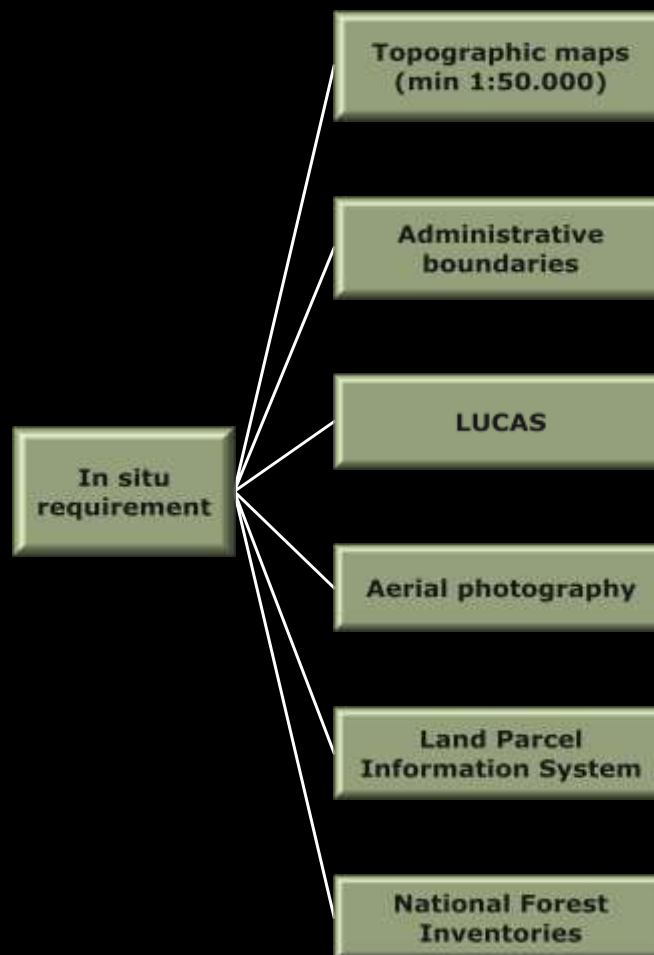 Topographic maps
(min 1:50.000)
Administrative
boundaries
LUCAS
In situ
requirement
Aerial photography
Land Parcel
Information System
National Forest
Inventories